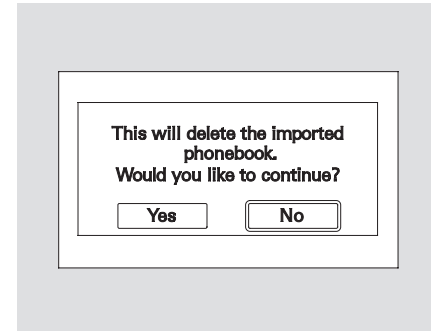 This will delete the imported
phonebook.
Would you like to continue?
Yes No